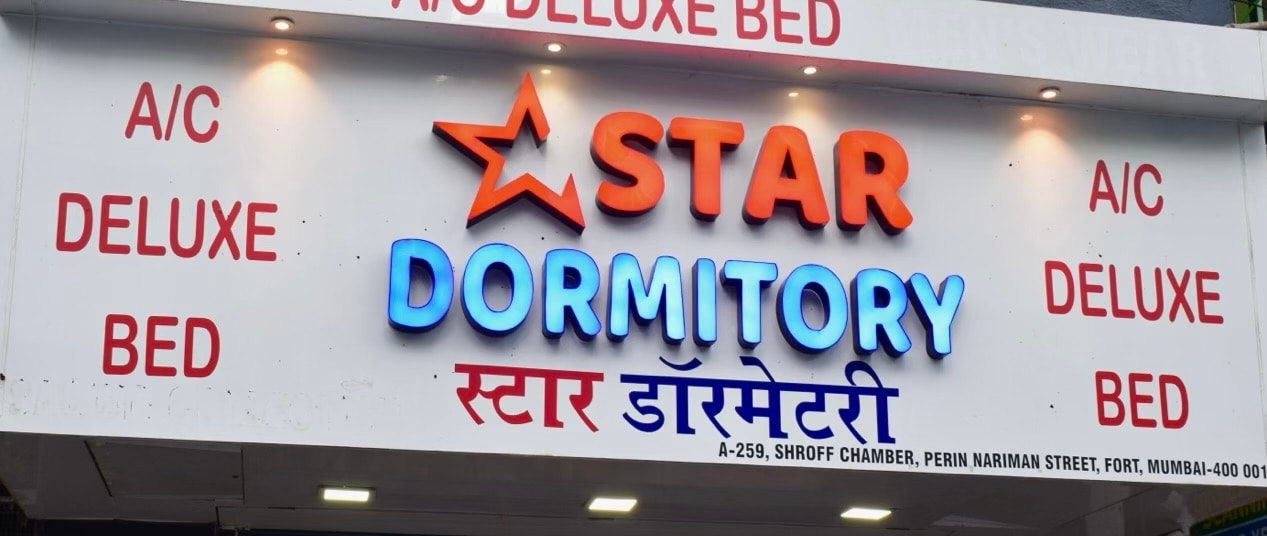 A/C DELUXE BED
A/C
DELUXE
BED
STAR
DORMITORY
स्टार डॉरमेटरी
A-259, SHROFF CHAMBER, PERIN NARIMAN STREET, FORT, MUMBAI-400 001
A/C
DELUXE
BED